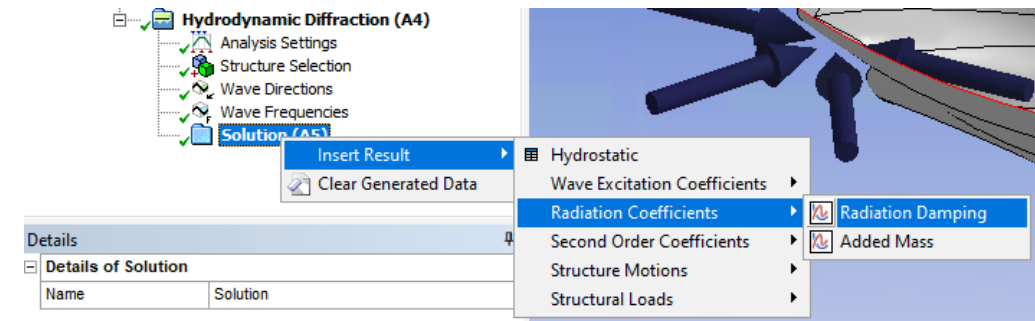 Hydrodynamic Diffraction (A4)
Analysis Settings
Structure Selection
Wave Directions
Wave Frequencies
Solution (A5)
Insert Result
Clear Generated Data
Hydrostatic
Wave Excitation Coefficients
Radiation Coefficients
Second Order Coefficients
Structure Motions
Structural Loads
Radiation Damping
Added Mass
Details
Details of Solution
Name Solution